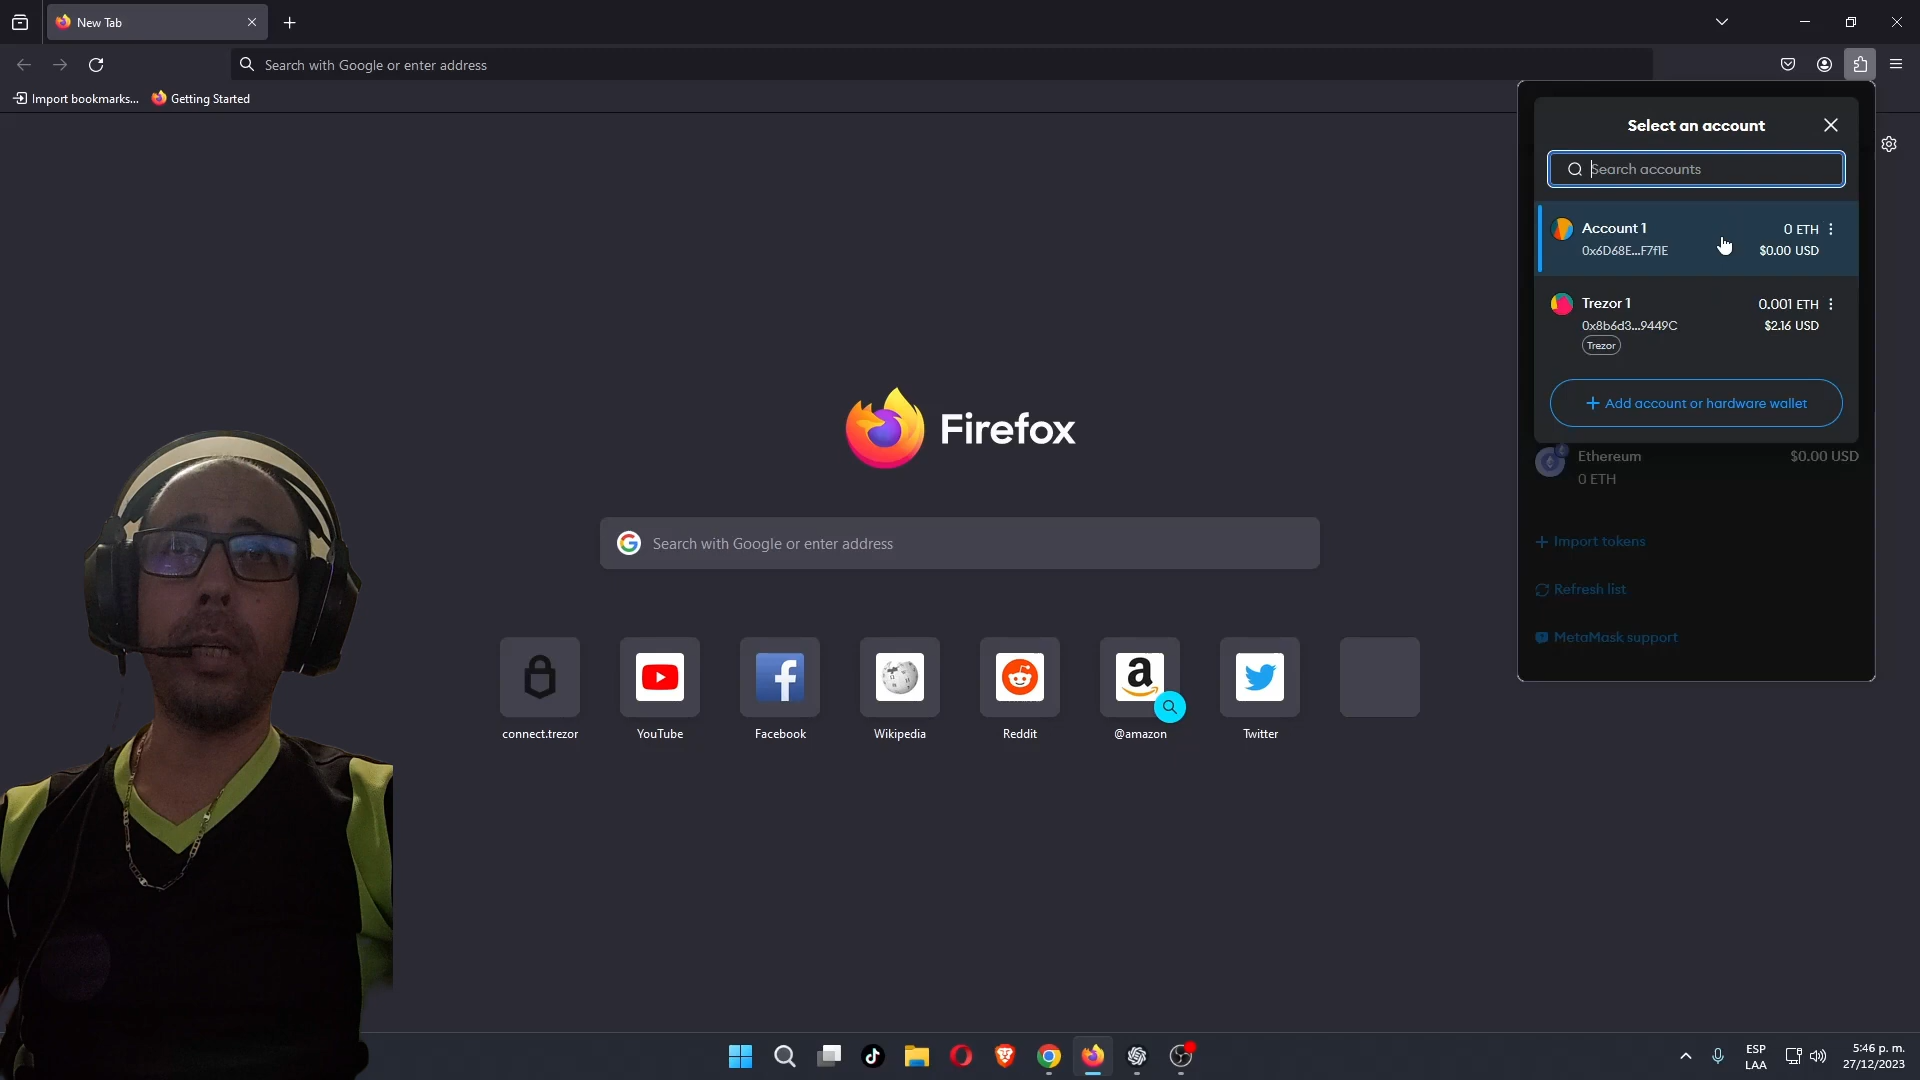 New Tab
Search with Google or enter address
Import bookmarks...
Getting Started
Select an account
Search accounts
Account 1
0 ETH
0x6D68E...F7f1E
$0.00 USD
Trezor 1
0.001 ETH
0x8b6d3...9449C
$2.16 USD
Trezor
Add account or hardware wallet
Ethereum
$0.00 USD
0 ETH
Import tokens
Refresh list
MetaMask support
Firefox
Search with Google or enter address
connect.trezor
YouTube
Facebook
Wikipedia
Reddit
@amazon
Twitter
ESP
LAA
5:46 p. m.
27/12/2023